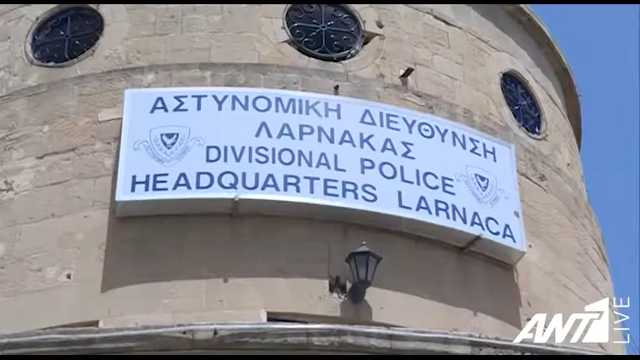 ΑΣΤΥΝΟΜΙΚΗ ΔΙΕΥΘΥΝΣΗ
ΛΑΡΝΑΚΑΣ
DIVISIONAL POLICE
HEADQUARTERS LARNACA
ANT1 LIVE